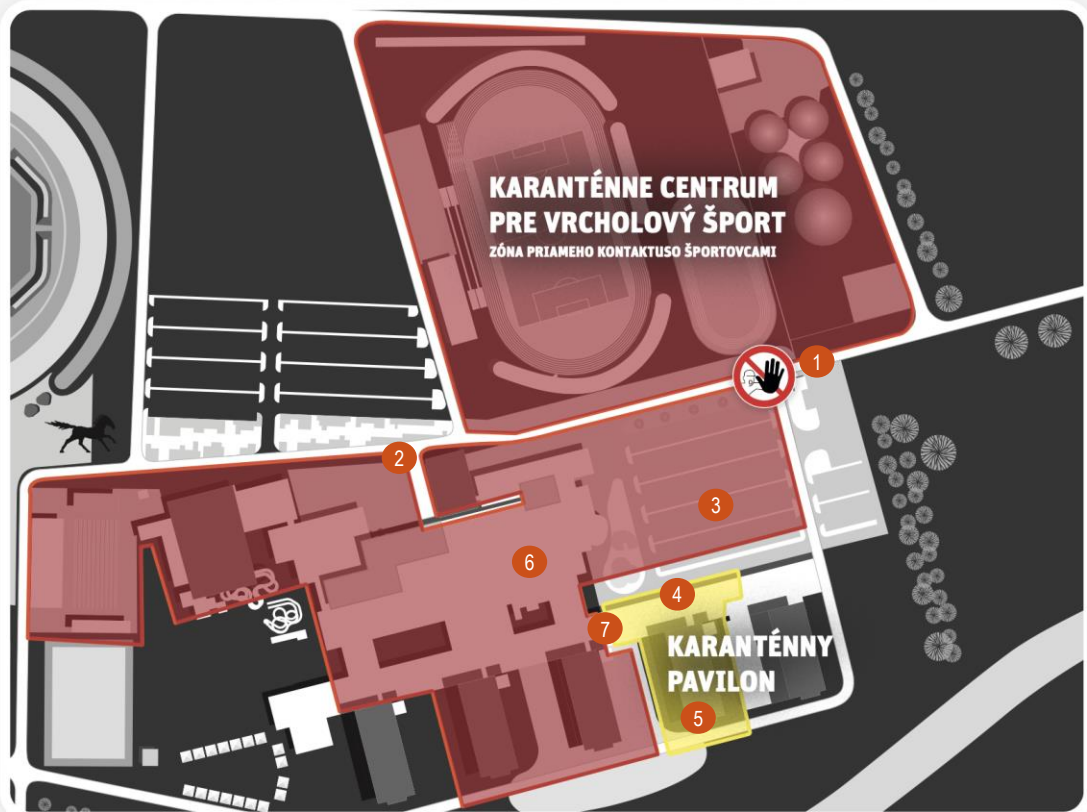 KARANTÉNNE CENTRUM
PRE VRCHOLOVÝ ŠPORT
ZÓNA PRIAMEHO KONTAKTUSO ŠPORTOVCAMI
1
2
3
6
4
7
KARANTÉNNY
PAVILON
5